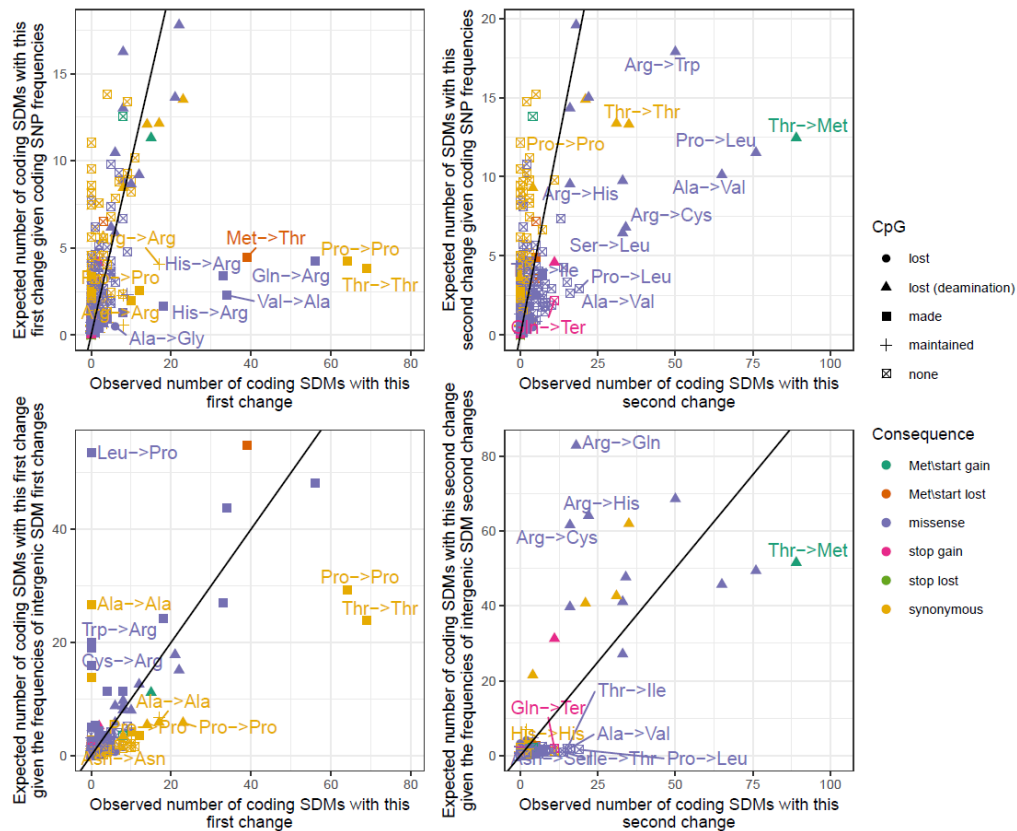 Expected number of coding SDMs with this
first change given coding SNP frequencies
15
10
5
0
Arg->Arg
Met->Thr
Pro->Pro
His->Arg
Gln->Arg
Thr->Thr
Val->Ala
His->Arg
Ala->Gly
0
20
40
60
80
Observed number of coding SDMs with this
first change
Expected number of SDMs with this
second change given coding SNP frequencies
20
15
10
5
0
Arg->Trp
Thr->Thr
Thr->Met
Pro->Pro
Pro->Leu
Arg->His
Ala->Val
Arg->Cys
Ser->Leu
Pro->Leu
Ala->Val
Gln->Ter
0
25
50
75
100
Observed number of coding SDMs with this
second change
CpG
lost
lost (deamination)
made
maintained
none
Consequence
Met\start gain
Met\start lost
missense
stop gain
stop lost
synonymous
Expected number of coding SDMs with this first change
given the frequencies of intergenic SDM first changes
40
20
0
Leu->Pro
Pro->Pro
Thr->Thr
Ala->Ala
Trp->Arg
Cys->Arg
Ala->Ala
Pro->Pro
Asn->Asn
0
20
40
60
80
Observed number of coding SDMs with this
first change
Expected number of coding SDMs with this second change
given the frequencies of intergenic SDM second changes
80
60
40
20
0
Arg->Gln
Arg->His
Arg->Cys
Thr->Met
Thr->Ile
Gln->Ter
His->His
Ala->Val
Pro->Leu
0
25
50
75
100
Observed number of coding SDMs with this
second change